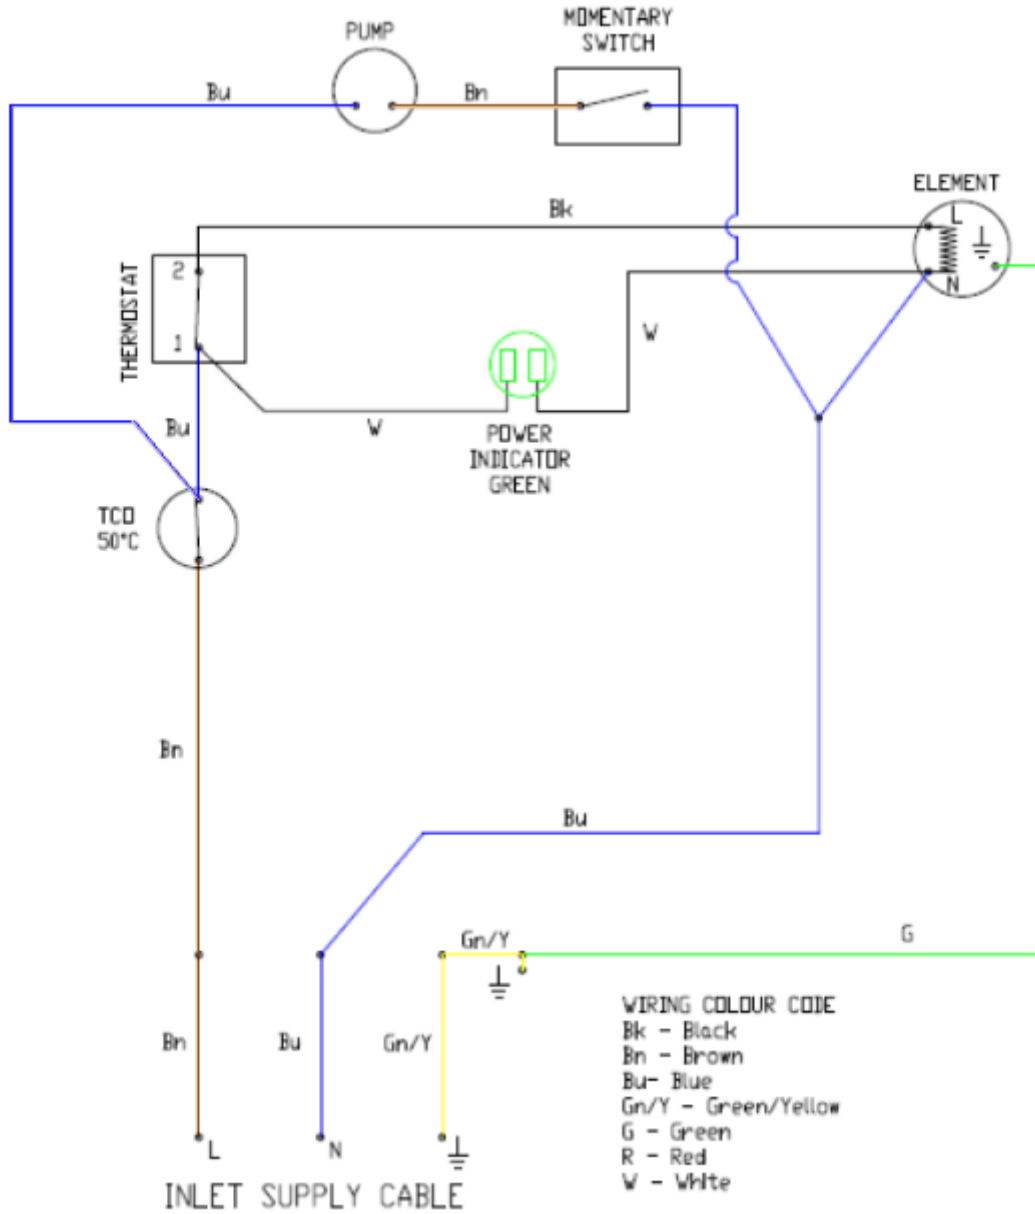 PUMP
MOMENTARY
SWITCH
Bu
Bn
ELEMENT
Bk
L
N
THERMOSTAT
2
1
W
W
Bu
POWER
INDICATOR
GREEN
TCO
50°C
Bn
Bu
Gn/Y
G
Bn
Bu
Gn/Y
L
N
INLET SUPPLY CABLE
WIRING COLOUR CODE
Bk - Black
Bn - Brown
Bu- Blue
Gn/Y - Green/Yellow
G - Green
R - Red
W - White